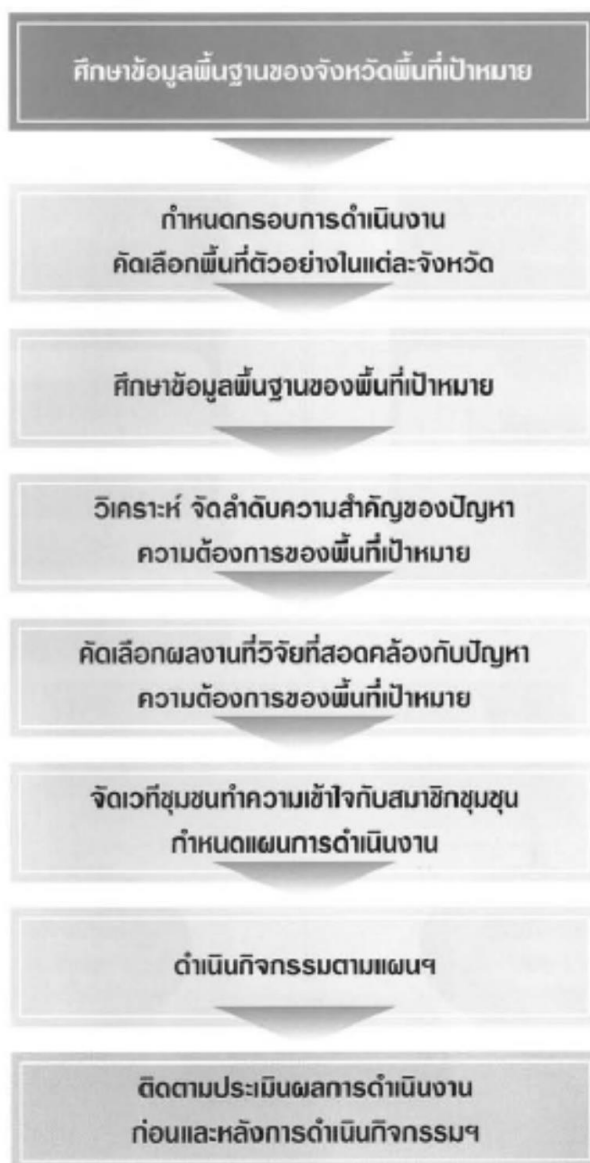 ศึกษาข้อมูลพื้นฐานของจังหวัดพื้นที่เป้าหมาย
กำหนดกรอบการดำเนินงาน
คัดเลือกพื้นที่ตัวอย่างในแต่ละจังหวัด
ศึกษาข้อมูลพื้นฐานของพื้นที่เป้าหมาย
วิเคราะห์ จัดลำดับความสำคัญของปัญหา
ความต้องการของพื้นที่เป้าหมาย
คัดเลือกผลงานที่วิจัยที่สอดคล้องกับปัญหา
ความต้องการของพื้นที่เป้าหมาย
จัดเวทีชุมชนทำความเข้าใจกับสมาชิกชุมชุน
กำหนดแผนการดำเนินงาน
ดำเนินกิจกรรมตามแผนฯ
ติดตามประเมินผลการดำเนินงาน
ก่อนและหลังการดำเนินกิจกรรมฯ